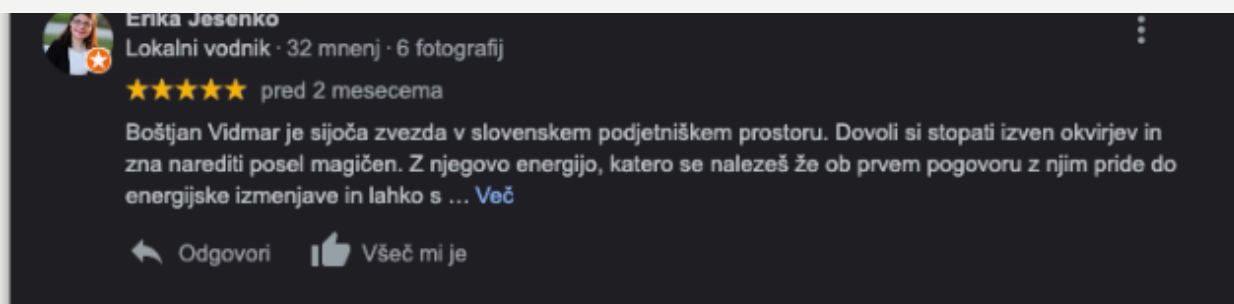 Erika Jesenko
Lokalni vodnik · 32 mnenj · 6 fotografij
pred 2 mesecema
Boštjan Vidmar je sijoča zvezda v slovenskem podjetniškem prostoru. Dovoli si stopati izven okvirjev in
zna narediti posel magičen. Z njegovo energijo, katero se nalezeš že ob prvem pogovoru z njim pride do
energijske izmenjave in lahko s ... Več
Odgovori Všeč mi je